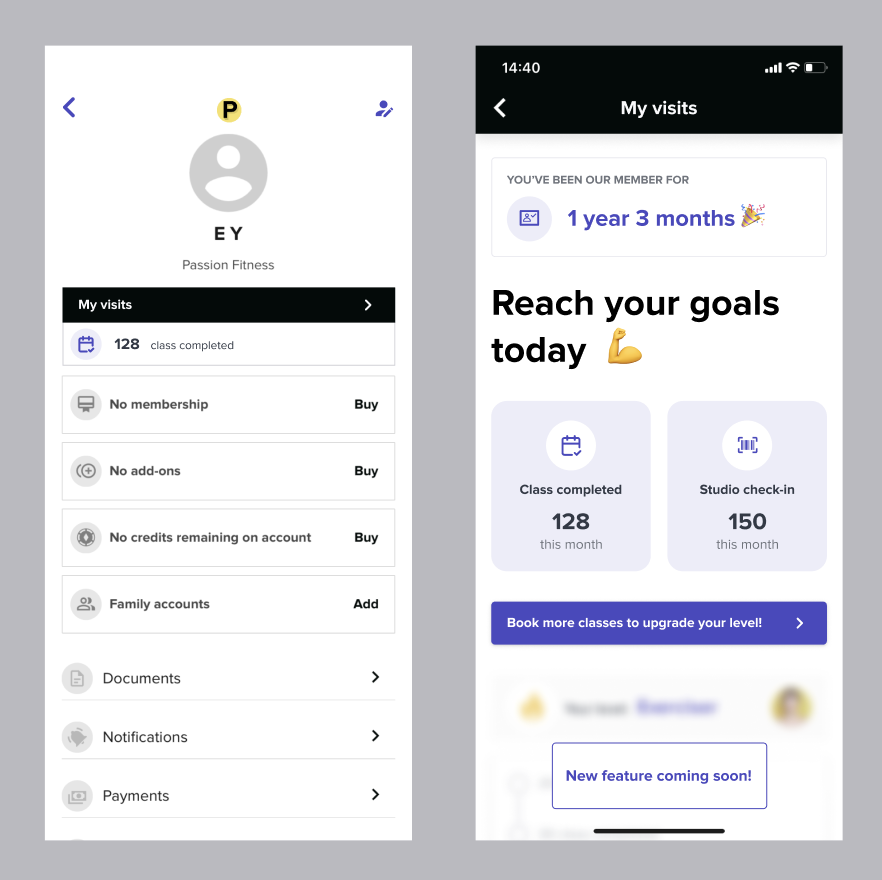 P
E Y
Passion Fitness
My visits
128 class completed
No membership Buy
No add-ons Buy
No credits remaining on account Buy
Family accounts Add
Documents
Notifications
Payments
14:40
My visits
YOU'VE BEEN OUR MEMBER FOR
1 year 3 months 🎉
Reach your goals
today 💪
Class completed
128
this month
Studio check-in
150
this month
Book more classes to upgrade your level!
Exerciser
New feature coming soon!